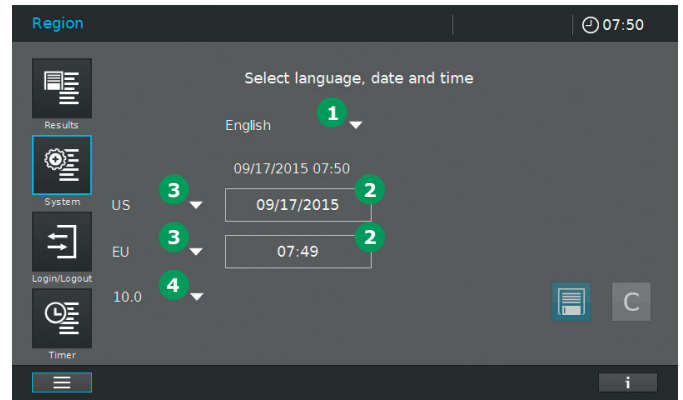 Region
07:50
Select language, date and time
Results
1
English
09/17/2015 07:50
System
US
3
09/17/2015
2
EU
3
07:49
2
Login/Logout
10.0
4
C
Timer
i